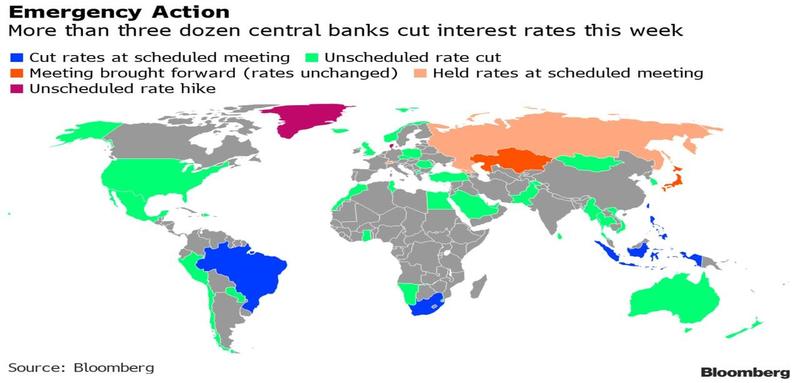 Emergency Action
More than three dozen central banks cut interest rates this week
Cut rates at scheduled meeting Unscheduled rate cut
Meeting brought forward (rates unchanged) Held rates at scheduled meeting
Unscheduled rate hike
Source: Bloomberg
Bloomberg